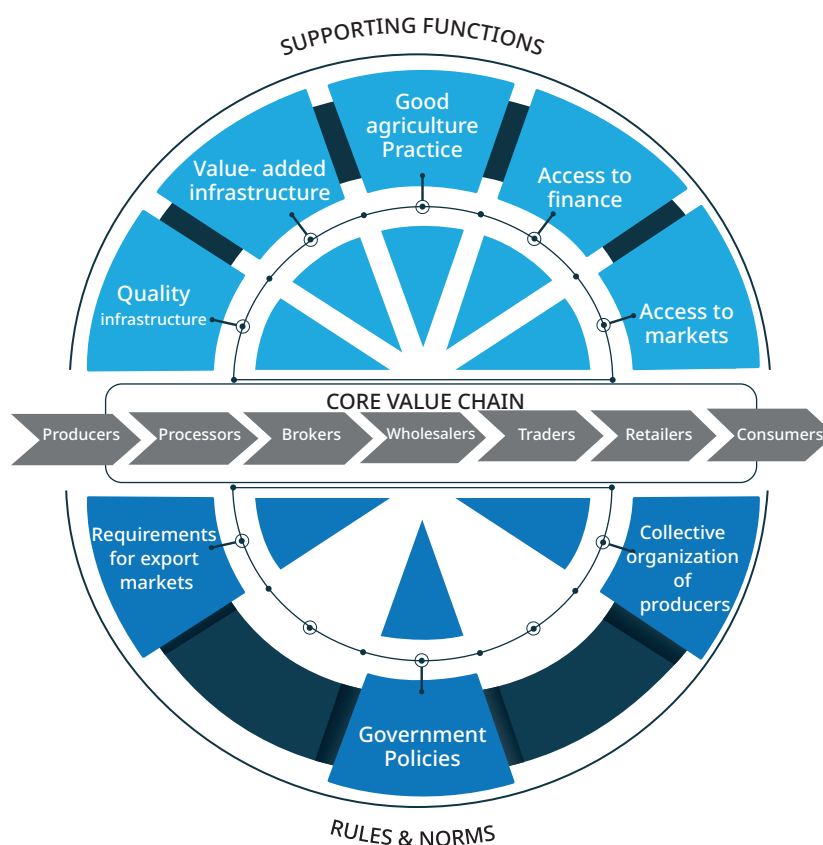 SUPPORTING FUNCTIONS
Good
agriculture
Practice
Value- added
infrastructure
Access to
finance
Quality
infrastructure
Access to
markets
CORE VALUE CHAIN
Producers
Processors
Brokers
Wholesalers
Traders
Retailers
Consumers
Requirements
for export
markets
Collective
organization
of
producers
Government
Policies
RULES & NORMS